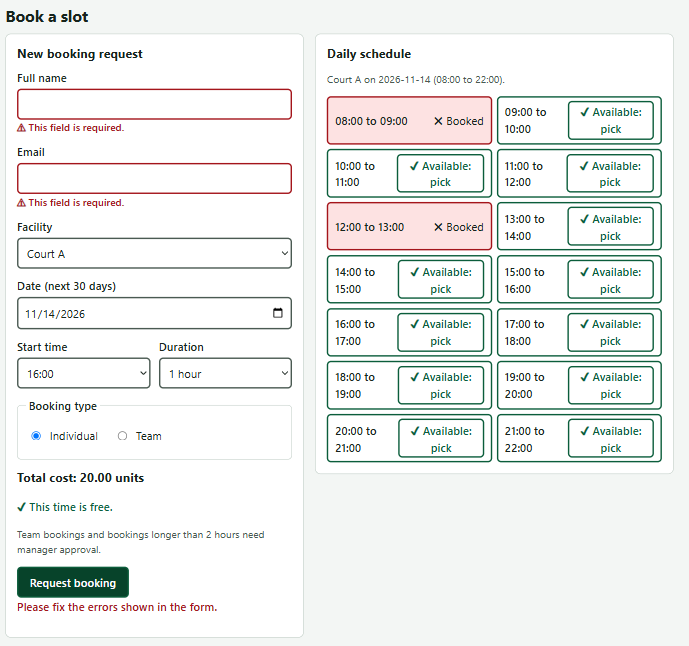 Book a slot
New booking request
Full name
⚠ This field is required.
Email
⚠ This field is required.
Facility
Court A
Date (next 30 days)
11/14/2026
Start time
Duration
16:00
1 hour
Booking type
Individual
Team
Total cost: 20.00 units
✔ This time is free.
Team bookings and bookings longer than 2 hours need
manager approval.
Request booking
Please fix the errors shown in the form.
Daily schedule
Court A on 2026-11-14 (08:00 to 22:00).
08:00 to 09:00
✕ Booked
09:00 to
10:00
✔ Available:
pick
10:00 to
11:00
✔ Available:
pick
11:00 to
12:00
✔ Available:
pick
12:00 to 13:00
✕ Booked
13:00 to
14:00
✔ Available:
pick
14:00 to
15:00
✔ Available:
pick
15:00 to
16:00
✔ Available:
pick
16:00 to
17:00
✔ Available:
pick
17:00 to
18:00
✔ Available:
pick
18:00 to
19:00
✔ Available:
pick
19:00 to
20:00
✔ Available:
pick
20:00 to
21:00
✔ Available:
pick
21:00 to
22:00
✔ Available:
pick